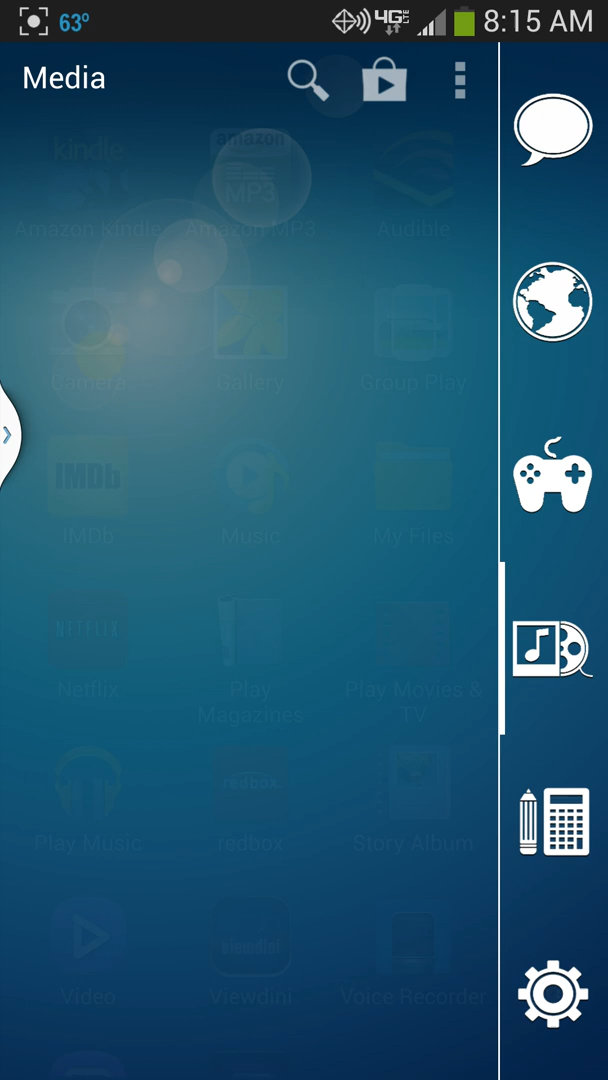 63° 4G LTE 8:15 AM
Media
kindle amazon MP3
Amazon Kindle Amazon MP3 Audible
Camera Gallery Group Play
IMDb
IMDb Music My Files
NETFLIX
Netflix Play Magazines Play Movies & TV
redbox
Play Music redbox Story Album
viewdini
Video Viewdini Voice Recorder